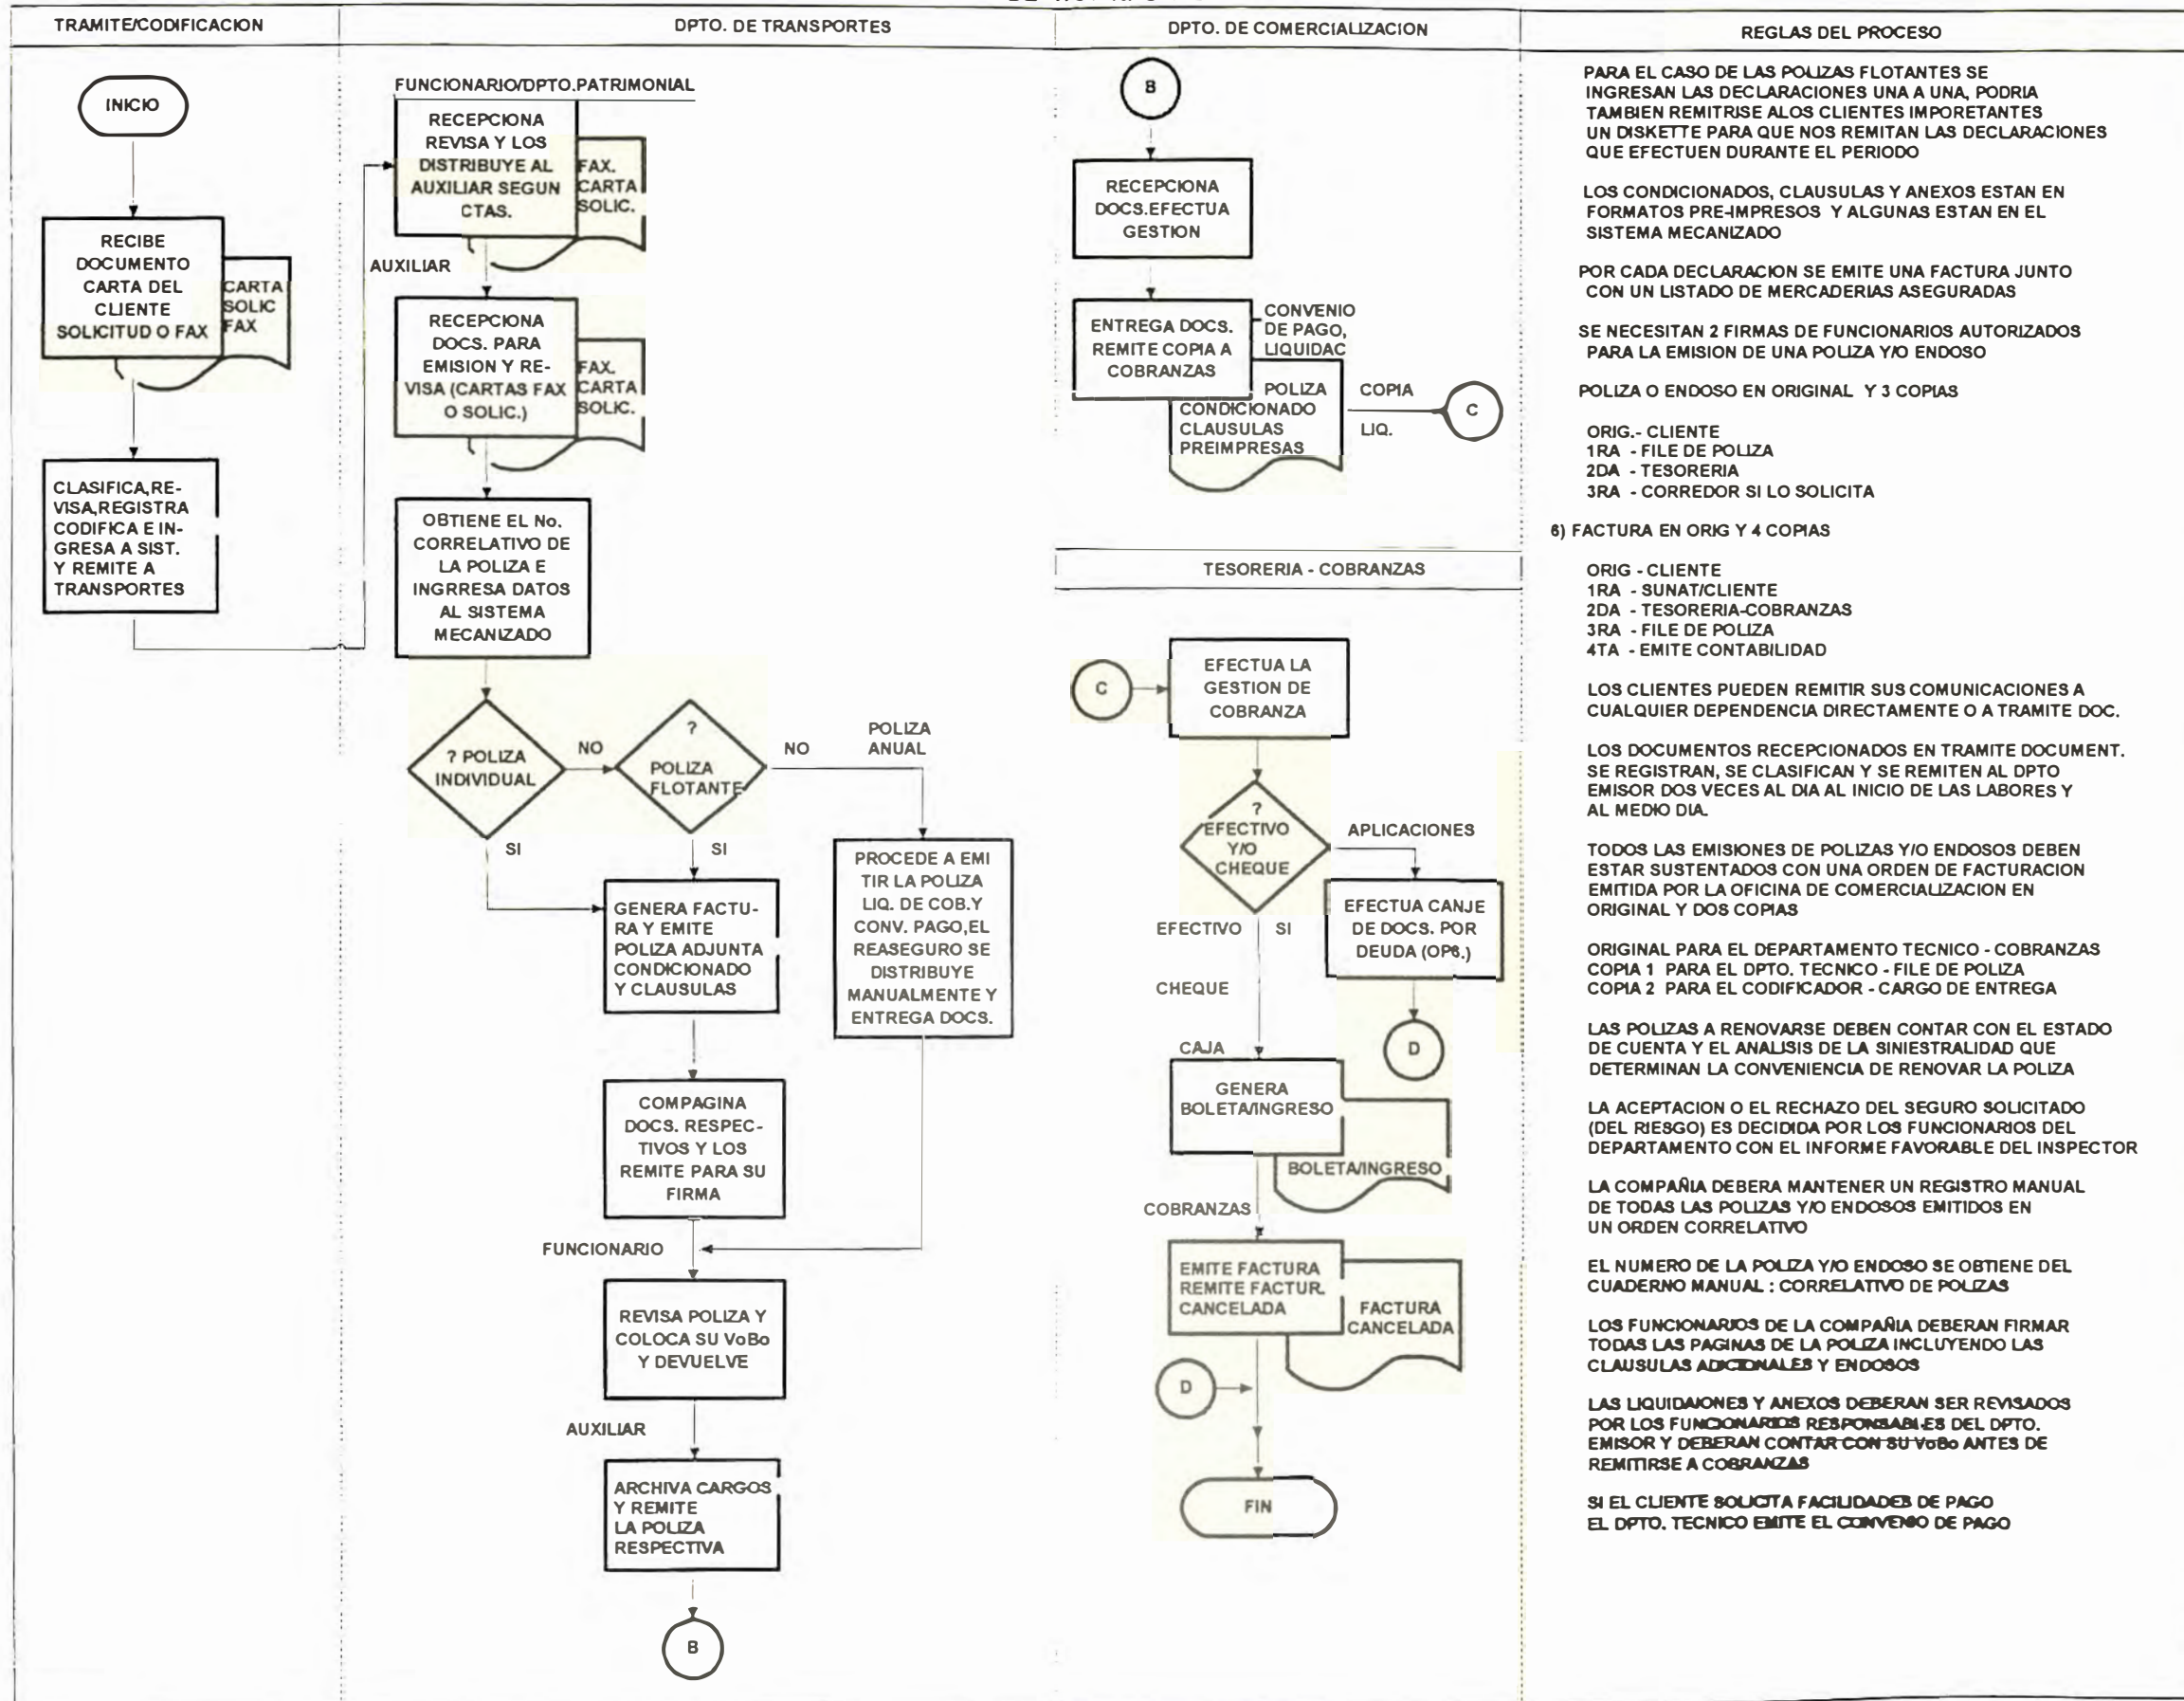 TRAMITE/CODIFICACION
DPTO. DE TRANSPORTES
DPTO. DE COMERCIALIZACION
REGLAS DEL PROCESO
INICIO
RECIBE
DOCUMENTO
CARTA DEL
CLIENTE
SOLICITUD O FAX
CARTA
SOLIC
FAX
CLASIFICA,RE-
VISA,REGISTRA
CODIFICA E IN-
GRESA A SIST.
Y REMITE A
TRANSPORTES
FUNCIONARIO/DPTO.PATRIMONIAL
RECEPCIONA
REVISA Y LOS
DISTRIBUYE AL
AUXILIAR SEGUN
CTAS.
FAX.
CARTA
SOLIC.
AUXILIAR
RECEPCIONA
DOCS. PARA
EMISION Y RE-
VISA (CARTAS FAX
O SOLIC.)
FAX.
CARTA
SOLIC.
OBTIENE EL No.
CORRELATIVO DE
LA POLIZA E
INGRRESA DATOS
AL SISTEMA
MECANIZADO
? POLIZA
INDIVIDUAL
NO
?
POLIZA
FLOTANTE
NO
POLIZA
ANUAL
SI
SI
GENERA FACTU-
RA Y EMITE
POLIZA ADJUNTA
CONDICIONADO
Y CLAUSULAS
PROCEDE A EMI
TIR LA POLIZA
LIQ. DE COB.Y
CONV. PAGO,EL
REASEGURO SE
DISTRIBUYE
MANUALMENTE Y
ENTREGA DOCS.
COMPAGINA
DOCS. RESPEC-
TIVOS Y LOS
REMITE PARA SU
FIRMA
FUNCIONARIO
REVISA POLIZA Y
COLOCA SU VoBo
Y DEVUELVE
AUXILIAR
ARCHIVA CARGOS
Y REMITE
LA POLIZA
RESPECTIVA
B
B
RECEPCIONA
DOCS.EFECTUA
GESTION
ENTREGA DOCS.
REMITE COPIA A
COBRANZAS
CONVENIO
DE PAGO,
LIQUIDAC
POLIZA
CONDICIONADO
CLAUSULAS
PREIMPRESAS
COPIA
LIQ.
C
TESORERIA - COBRANZAS
C
EFECTUA LA
GESTION DE
COBRANZA
?
EFECTIVO
Y/O
CHEQUE
APLICACIONES
EFECTUA CANJE
DE DOCS. POR
DEUDA (OP6.)
D
EFECTIVO
SI
CHEQUE
CAJA
GENERA
BOLETA/INGRESO
BOLETA/INGRESO
COBRANZAS
EMITE FACTURA
REMITE FACTUR.
CANCELADA
FACTURA
CANCELADA
D
FIN
PARA EL CASO DE LAS POLIZAS FLOTANTES SE
INGRESAN LAS DECLARACIONES UNA A UNA, PODRIA
TAMBIEN REMITRISE ALOS CLIENTES IMPORETANTES
UN DISKETTE PARA QUE NOS REMITAN LAS DECLARACIONES
QUE EFECTUEN DURANTE EL PERIODO
LOS CONDICIONADOS, CLAUSULAS Y ANEXOS ESTAN EN
FORMATOS PRE-IMPRESOS Y ALGUNAS ESTAN EN EL
SISTEMA MECANIZADO
POR CADA DECLARACION SE EMITE UNA FACTURA JUNTO
CON UN LISTADO DE MERCADERIAS ASEGURADAS
SE NECESITAN 2 FIRMAS DE FUNCIONARIOS AUTORIZADOS
PARA LA EMISION DE UNA POLIZA Y/O ENDOSO
POLIZA O ENDOSO EN ORIGINAL Y 3 COPIAS
ORIG.- CLIENTE
1RA - FILE DE POLIZA
2DA - TESORERIA
3RA - CORREDOR SI LO SOLICITA
6) FACTURA EN ORIG Y 4 COPIAS
ORIG - CLIENTE
1RA - SUNAT/CLIENTE
2DA - TESORERIA-COBRANZAS
3RA - FILE DE POLIZA
4TA - EMITE CONTABILIDAD
LOS CLIENTES PUEDEN REMITIR SUS COMUNICACIONES A
CUALQUIER DEPENDENCIA DIRECTAMENTE O A TRAMITE DOC.
LOS DOCUMENTOS RECEPCIONADOS EN TRAMITE DOCUMENT.
SE REGISTRAN, SE CLASIFICAN Y SE REMITEN AL DPTO
EMISOR DOS VECES AL DIA AL INICIO DE LAS LABORES Y
AL MEDIO DIA.
TODOS LAS EMISIONES DE POLIZAS Y/O ENDOSOS DEBEN
ESTAR SUSTENTADOS CON UNA ORDEN DE FACTURACION
EMITIDA POR LA OFICINA DE COMERCIALIZACION EN
ORIGINAL Y DOS COPIAS
ORIGINAL PARA EL DEPARTAMENTO TECNICO - COBRANZAS
COPIA 1 PARA EL DPTO. TECNICO - FILE DE POLIZA
COPIA 2 PARA EL CODIFICADOR - CARGO DE ENTREGA
LAS POLIZAS A RENOVARSE DEBEN CONTAR CON EL ESTADO
DE CUENTA Y EL ANALISIS DE LA SINIESTRALIDAD QUE
DETERMINAN LA CONVENIENCIA DE RENOVAR LA POLIZA
LA ACEPTACION O EL RECHAZO DEL SEGURO SOLICITADO
(DEL RIESGO) ES DECIDIDA POR LOS FUNCIONARIOS DEL
DEPARTAMENTO CON EL INFORME FAVORABLE DEL INSPECTOR
LA COMPAÑIA DEBERA MANTENER UN REGISTRO MANUAL
DE TODAS LAS POLIZAS Y/O ENDOSOS EMITIDOS EN
UN ORDEN CORRELATIVO
EL NUMERO DE LA POLIZA Y/O ENDOSO SE OBTIENE DEL
CUADERNO MANUAL : CORRELATIVO DE POLIZAS
LOS FUNCIONARIOS DE LA COMPAÑIA DEBERAN FIRMAR
TODAS LAS PAGINAS DE LA POLIZA INCLUYENDO LAS
CLAUSULAS ADICIONALES Y ENDOSOS
LAS LIQUIDAIONES Y ANEXOS DEBERAN SER REVISADOS
POR LOS FUNCIONARIOS RESPONSABLES DEL DPTO.
EMISOR Y DEBERAN CONTAR CON SU VoBo ANTES DE
REMITIRSE A COBRANZAS
SI EL CLIENTE SOLICITA FACILIDADES DE PAGO
EL DPTO. TECNICO EMITE EL CONVENIO DE PAGO